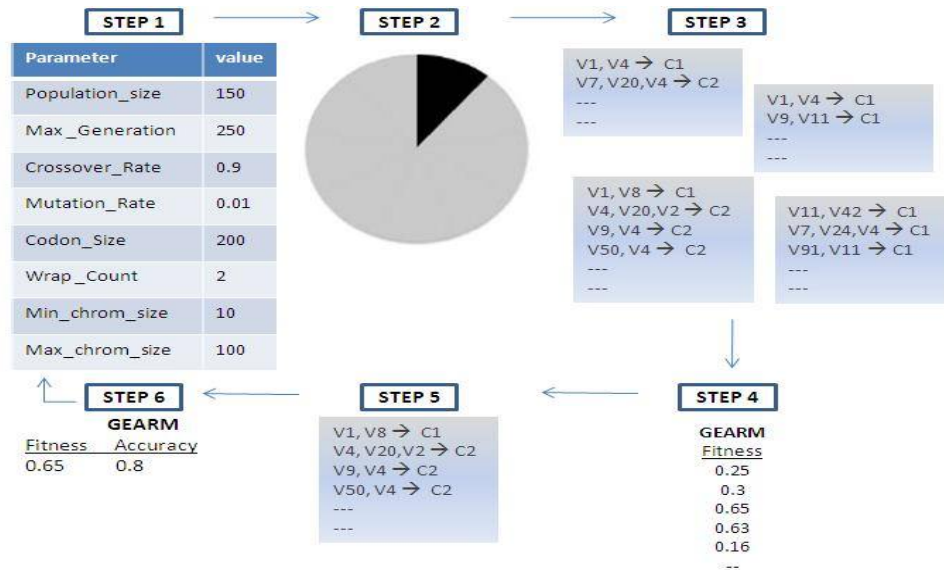 STEP 1
STEP 2
STEP 3
Parameter value
Population_size 150
Max_Generation 250
Crossover_Rate 0.9
Mutation_Rate 0.01
Codon_Size 200
Wrap_Count 2
Min_chrom_size 10
Max_chrom_size 100
V1, V4 → C1
V7, V20,V4 → C2
---
---
V1, V4 → C1
V9, V11 → C1
---
---
V1, V8 → C1
V4, V20,V2 → C2
V9, V4 → C2
V50, V4 → C2
---
---
V11, V42 → C1
V7, V24,V4 → C1
V91, V11 → C1
---
---
STEP 4
GEARM
Fitness
0.25
0.3
0.65
0.63
0.16
--
STEP 5
V1, V8 → C1
V4, V20,V2 → C2
V9, V4 → C2
V50, V4 → C2
---
---
STEP 6
GEARM
Fitness Accuracy
0.65 0.8